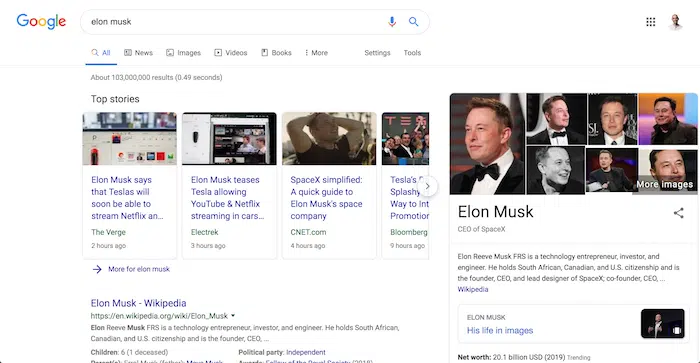 Google
elon musk
All
News
Images
Videos
Books
More
Settings
Tools
About 103,000,000 results (0.49 seconds)
Top stories
Elon Musk says
that Teslas will
soon be able to
stream Netflix an...
The Verge
2 hours ago
Elon Musk teases
Tesla allowing
YouTube & Netflix
streaming in cars...
Electrek
3 hours ago
SpaceX simplified:
A quick guide to
Elon Musk's space
company
CNET.com
4 hours ago
Tesla's
Splashy
Way to Int
Promotion
Bloomberg
9 hours ago
More for elon musk
Elon Musk - Wikipedia
https://en.wikipedia.org/wiki/Elon_Musk
Elon Reeve Musk FRS is a technology entrepreneur, investor, and engineer. He holds South African,
Canadian, and U.S. citizenship and is the founder, CEO, ...
Children: 6 (1 deceased)
Political party: Independent
More images
Elon Musk
CEO of SpaceX
Elon Reeve Musk FRS is a technology entrepreneur, investor, and
engineer. He holds South African, Canadian, and U.S. citizenship and is
the founder, CEO, and lead designer of SpaceX; co-founder, CEO, ...
Wikipedia
ELON MUSK
His life in images
Net worth: 20.1 billion USD (2019) Trending